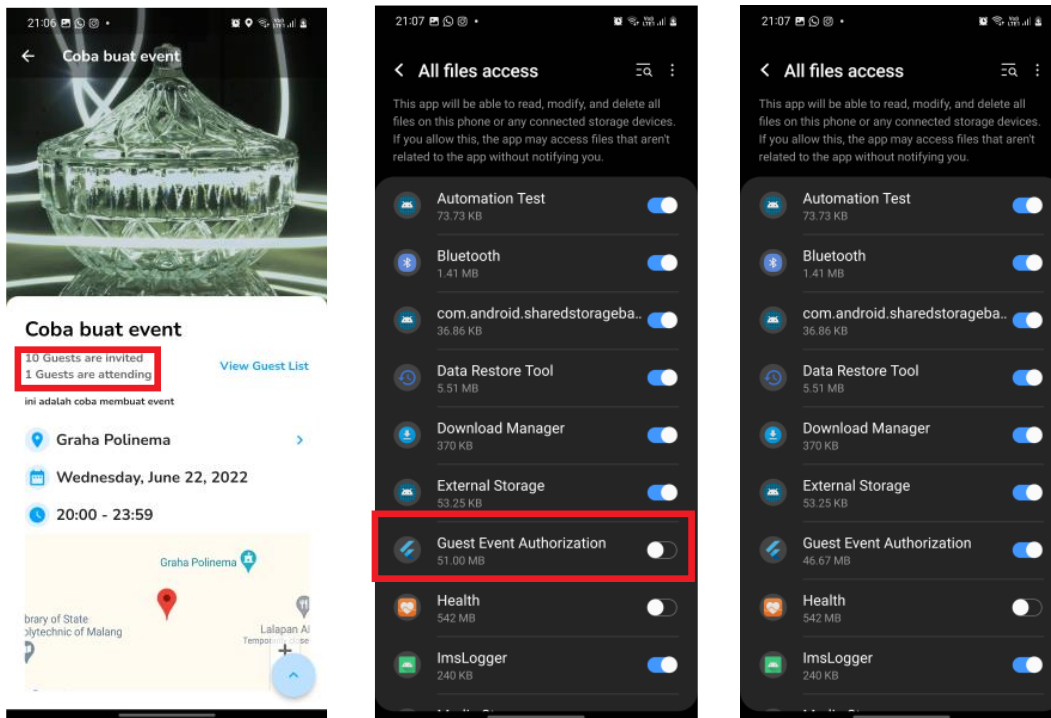 21:06
Coba buat event
Coba buat event
10 Guests are invited
1 Guests are attending
View Guest List
ini adalah coba membuat event
Graha Polinema
Wednesday, June 22, 2022
20:00 - 23:59
Graha Polinema
brary of State
olytechnic of Malang
Lalapan Al
+
21:07
All files access
This app will be able to read, modify, and delete all
files on this phone or any connected storage devices.
If you allow this, the app may access files that aren't
related to the app without notifying you.
Automation Test
73.73 KB
Bluetooth
1.41 MB
com.android.sharedstorageba..
36.86 KB
Data Restore Tool
5.51 MB
Download Manager
370 KB
External Storage
53.25 KB
Guest Event Authorization
51.00 MB
Health
542 MB
ImsLogger
240 KB
21:07
All files access
This app will be able to read, modify, and delete all
files on this phone or any connected storage devices.
If you allow this, the app may access files that aren't
related to the app without notifying you.
Automation Test
73.73 KB
Bluetooth
1.41 MB
com.android.sharedstorageba..
36.86 KB
Data Restore Tool
5.51 MB
Download Manager
370 KB
External Storage
53.25 KB
Guest Event Authorization
46.67 MB
Health
542 MB
ImsLogger
240 KB